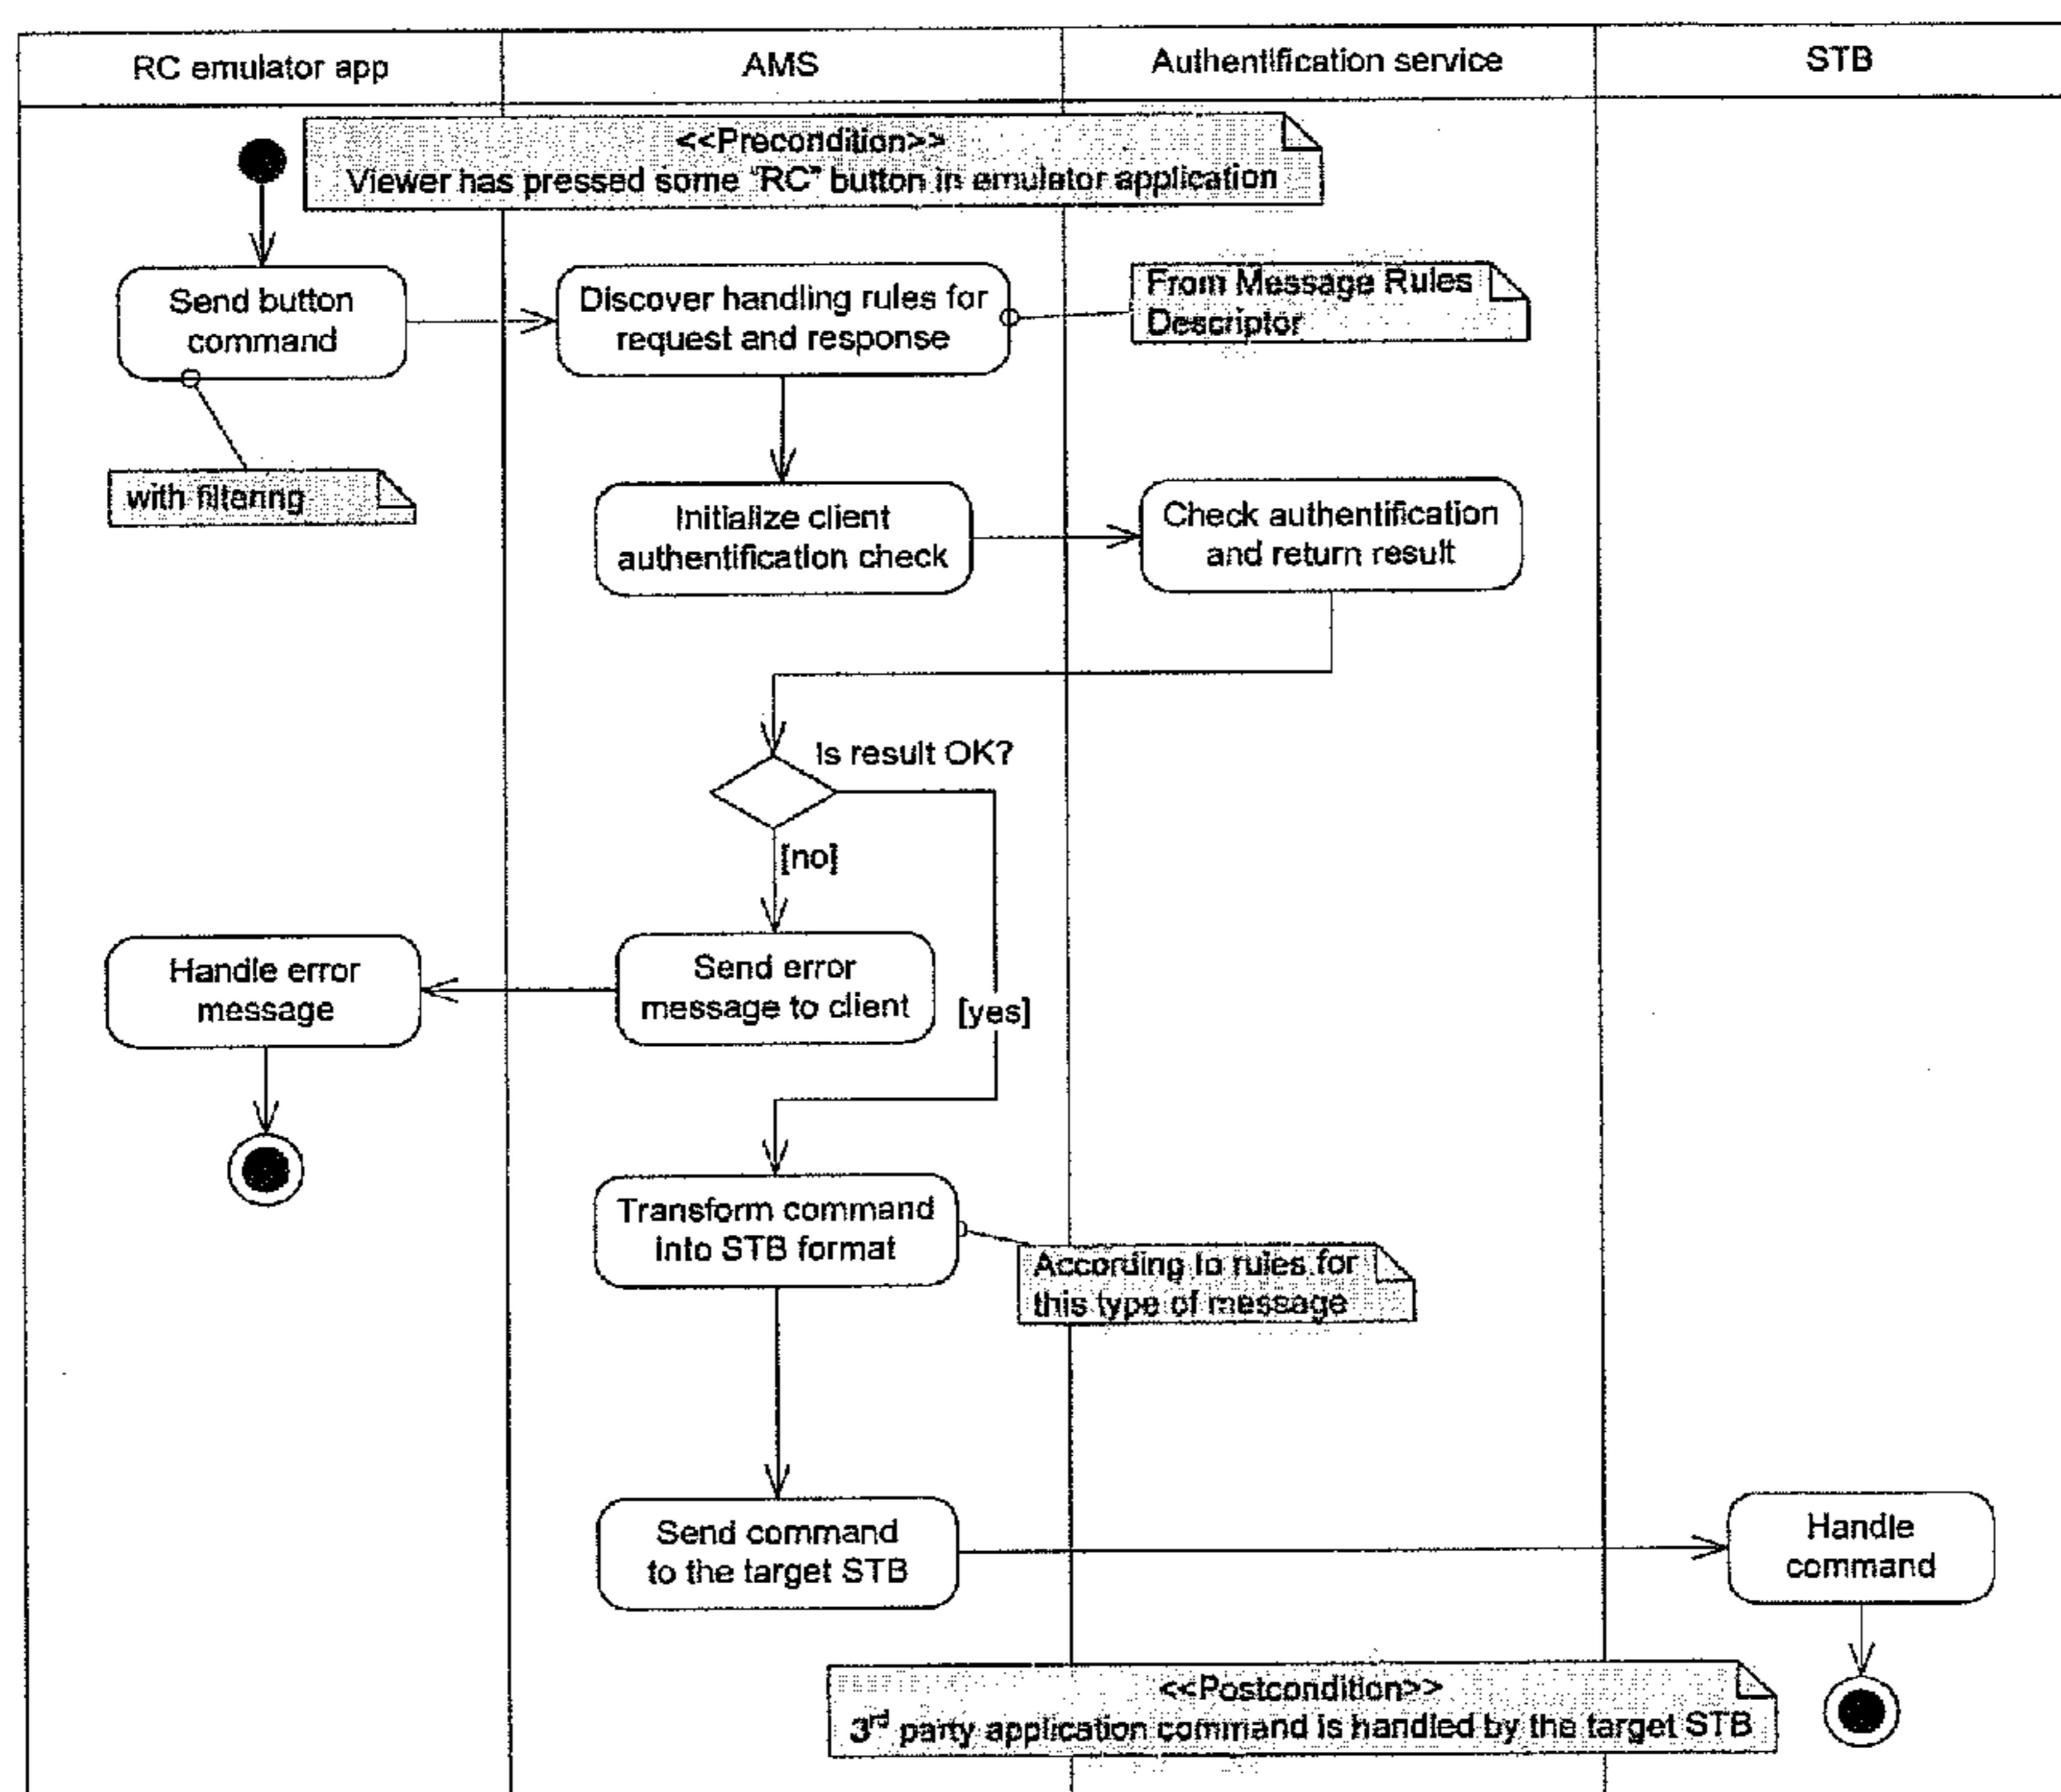 RC emulator app
AMS
Authentification service
STB
<<Precondition>>
Viewer has pressed some "RC" button in emulator application
Send button
command
Discover handling rules for
request and response
From Message Rules
Descriptor
with filtering
Initialize client
authentification check
Check authentification
and return result
Is result OK?
[no]
Handle error
message
Send error
message to client
[yes]
Transform command
into STB format
According to rules for
this type of message
Send command
to the target STB
Handle
command
<<Postcondition>>
3rd party application command is handled by the target STB